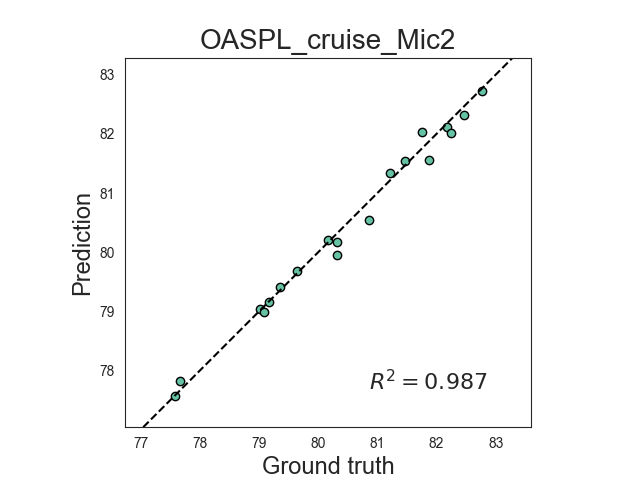 OASPL_cruise_Mic2
83
82
81
80
79
78
Prediction
R² = 0.987
77 78 79 80 81 82 83
Ground truth